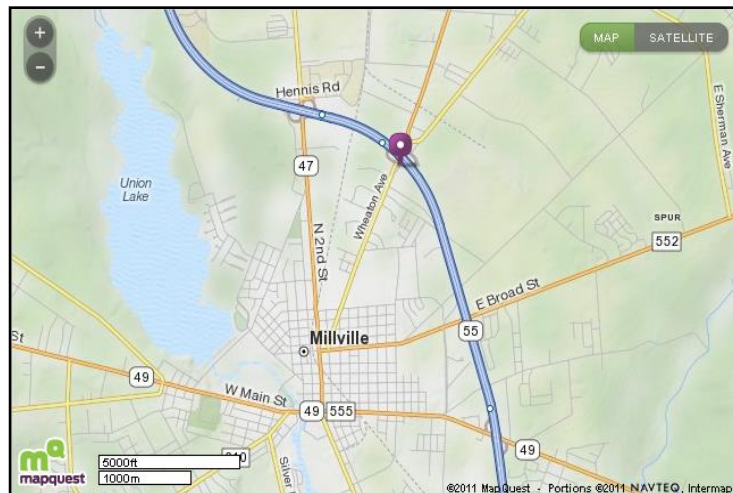 +
−
MAP
SATELLITE
Hennis Rd
E Sherman Ave
47
Wheaton Ave
Union
Lake
N 2nd St
SPUR
552
E Broad St
55
Millville
St
49
W Main St
49
555
49
5000ft
1000m
mapquest
©2011 MapQuest - Portions ©2011 NAVTEQ, Intermap